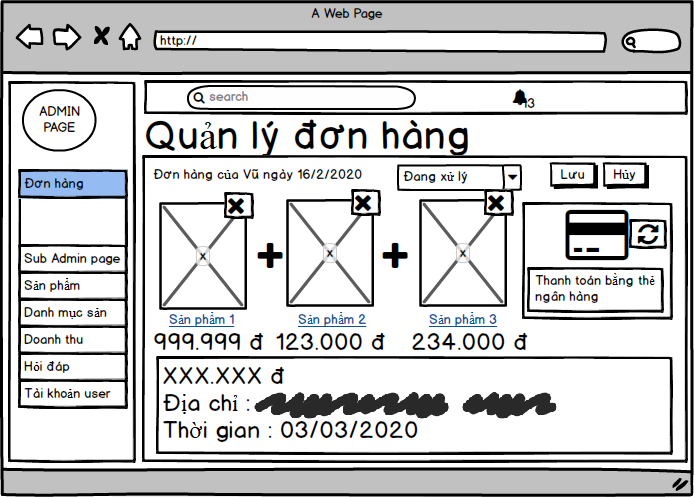 A Web Page
http://
ADMIN
PAGE
search
13
Quản lý đơn hàng
Đơn hàng
Sub Admin page
Sản phẩm
Danh mục sản
Doanh thu
Hỏi đáp
Tài khoản user
Đơn hàng của Vũ ngày 16/2/2020
Đang xử lý
Lưu
Hủy
Thanh toán bằng thẻ
ngân hàng
Sản phẩm 1
Sản phẩm 2
Sản phẩm 3
999.999 đ
123.000 đ
234.000 đ
XXX.XXX đ
Địa chỉ :
Thời gian : 03/03/2020